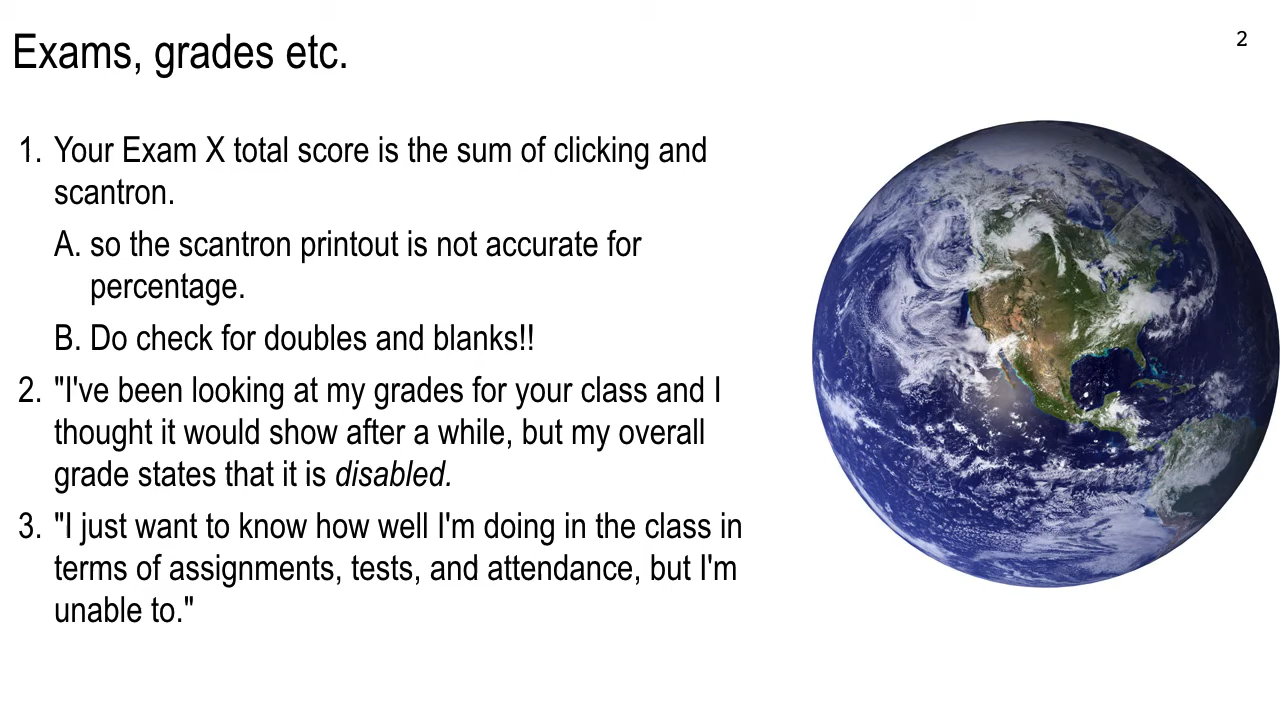 Exams, grades etc.
2
1. Your Exam X total score is the sum of clicking and
scantron.
A. so the scantron printout is not accurate for
percentage.
B. Do check for doubles and blanks!!
2. "I've been looking at my grades for your class and I
thought it would show after a while, but my overall
grade states that it is disabled.
3. "I just want to know how well I'm doing in the class in
terms of assignments, tests, and attendance, but I'm
unable to."